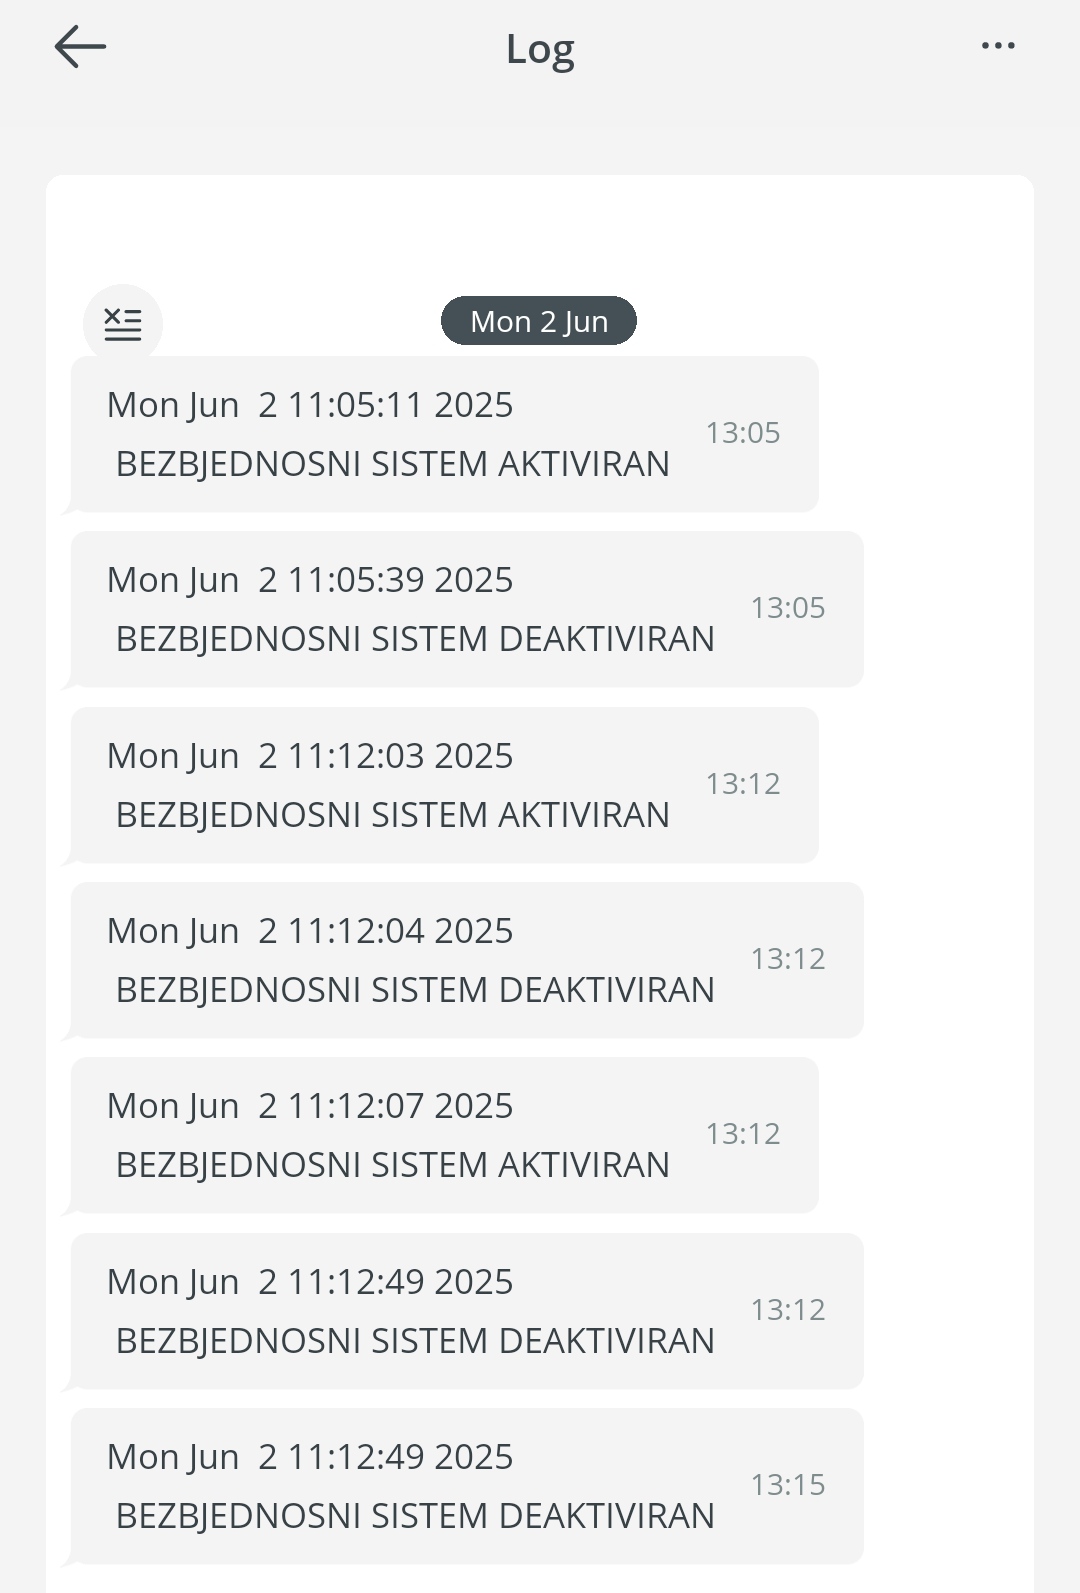 Log
Mon 2 Jun
Mon Jun  2 11:05:11 2025
BEZBJEDNOSNI SISTEM AKTIVIRAN
13:05
Mon Jun  2 11:05:39 2025
BEZBJEDNOSNI SISTEM DEAKTIVIRAN
13:05
Mon Jun  2 11:12:03 2025
BEZBJEDNOSNI SISTEM AKTIVIRAN
13:12
Mon Jun  2 11:12:04 2025
BEZBJEDNOSNI SISTEM DEAKTIVIRAN
13:12
Mon Jun  2 11:12:07 2025
BEZBJEDNOSNI SISTEM AKTIVIRAN
13:12
Mon Jun  2 11:12:49 2025
BEZBJEDNOSNI SISTEM DEAKTIVIRAN
13:12
Mon Jun  2 11:12:49 2025
BEZBJEDNOSNI SISTEM DEAKTIVIRAN
13:15